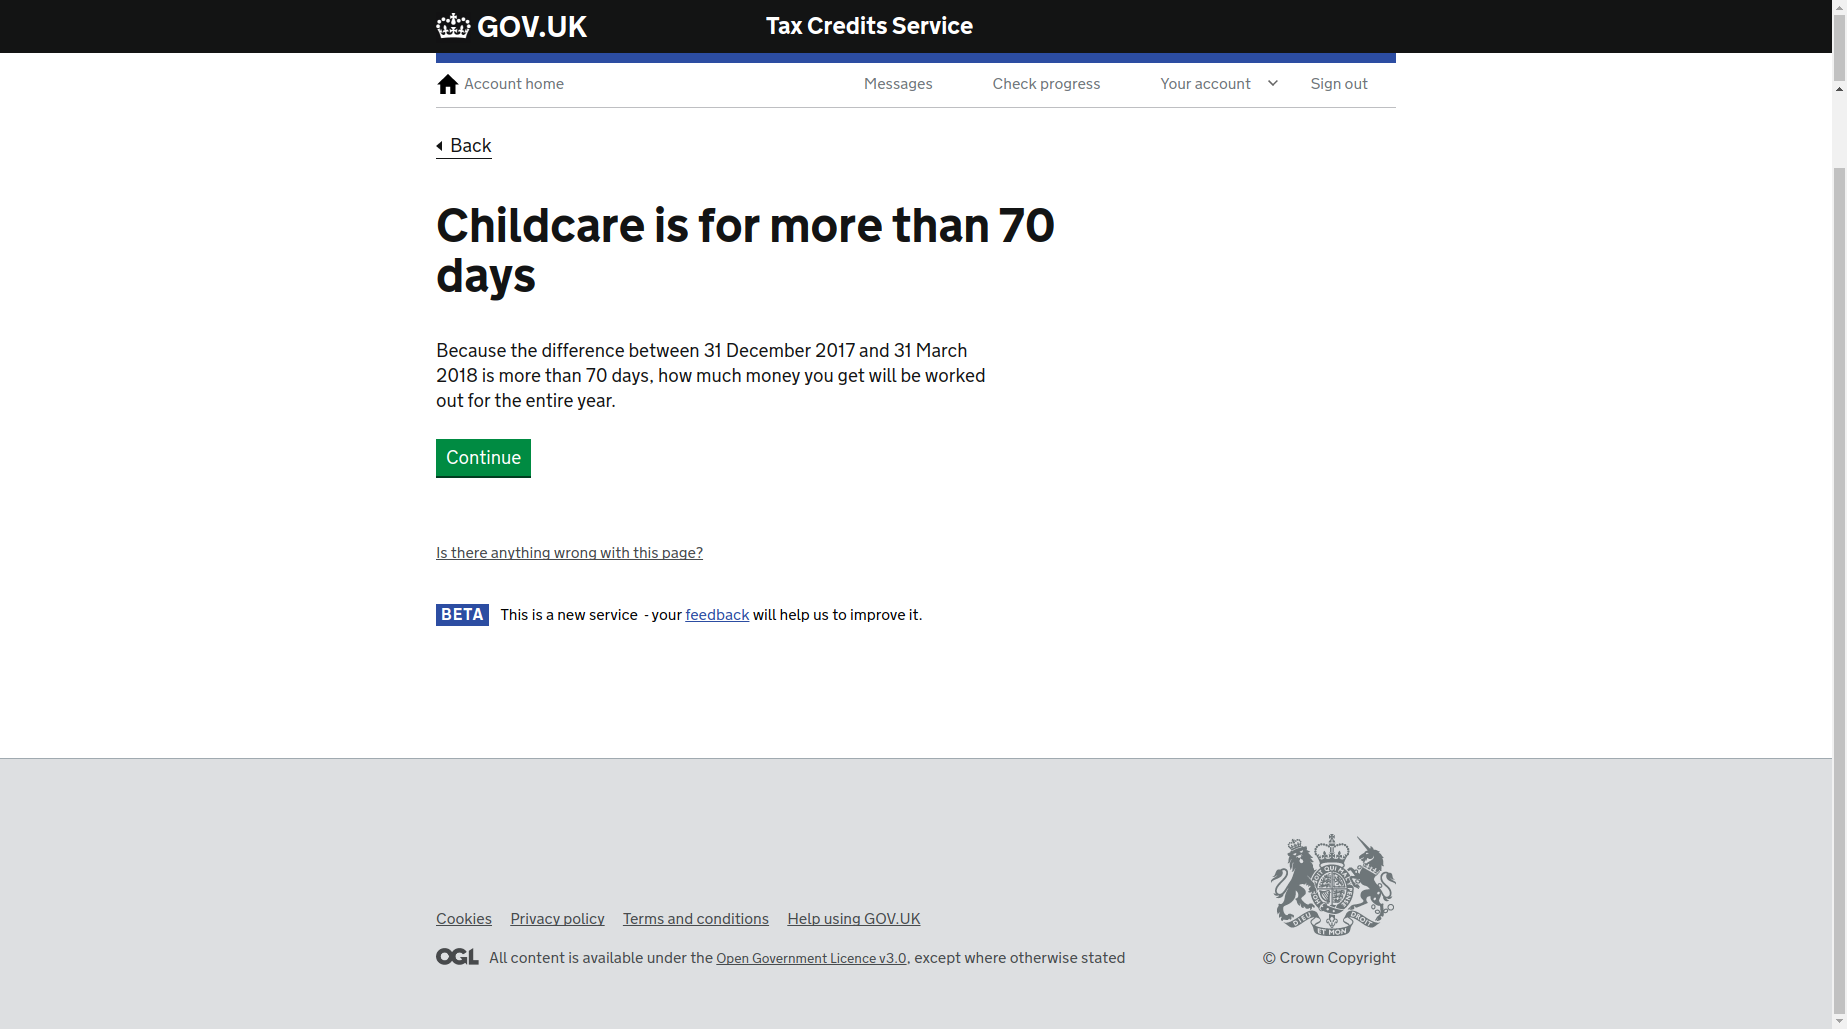 GOV.UK
Tax Credits Service
Account home
Messages
Check progress
Your account
Sign out
Back
Childcare is for more than 70
days
Because the difference between 31 December 2017 and 31 March
2018 is more than 70 days, how much money you get will be worked
out for the entire year.
Continue
Is there anything wrong with this page?
BETA This is a new service - your feedback will help us to improve it.
Cookies Privacy policy Terms and conditions Help using GOV.UK
OGL All content is available under the Open Government Licence v3.0, except where otherwise stated
DIEU ET MON DROIT
© Crown Copyright